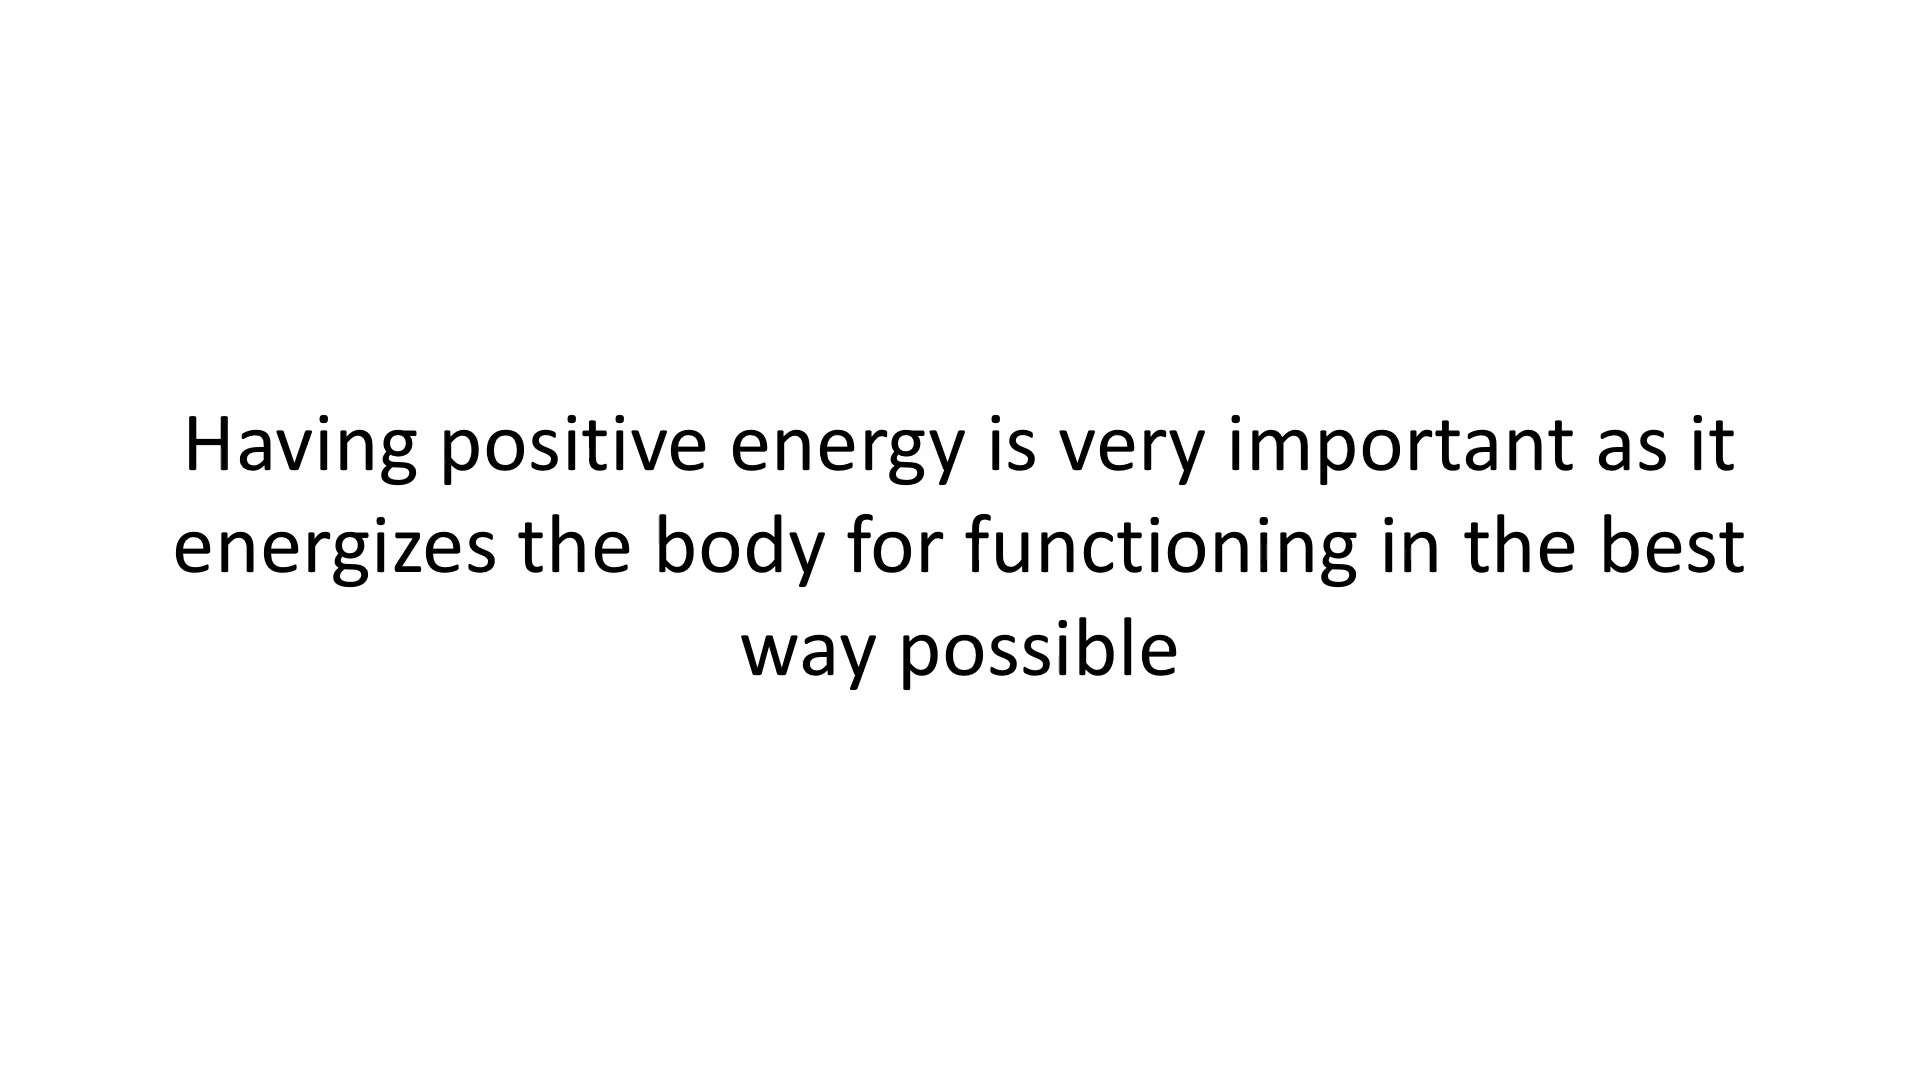 Having positive energy is very important as it
energizes the body for functioning in the best
way possible